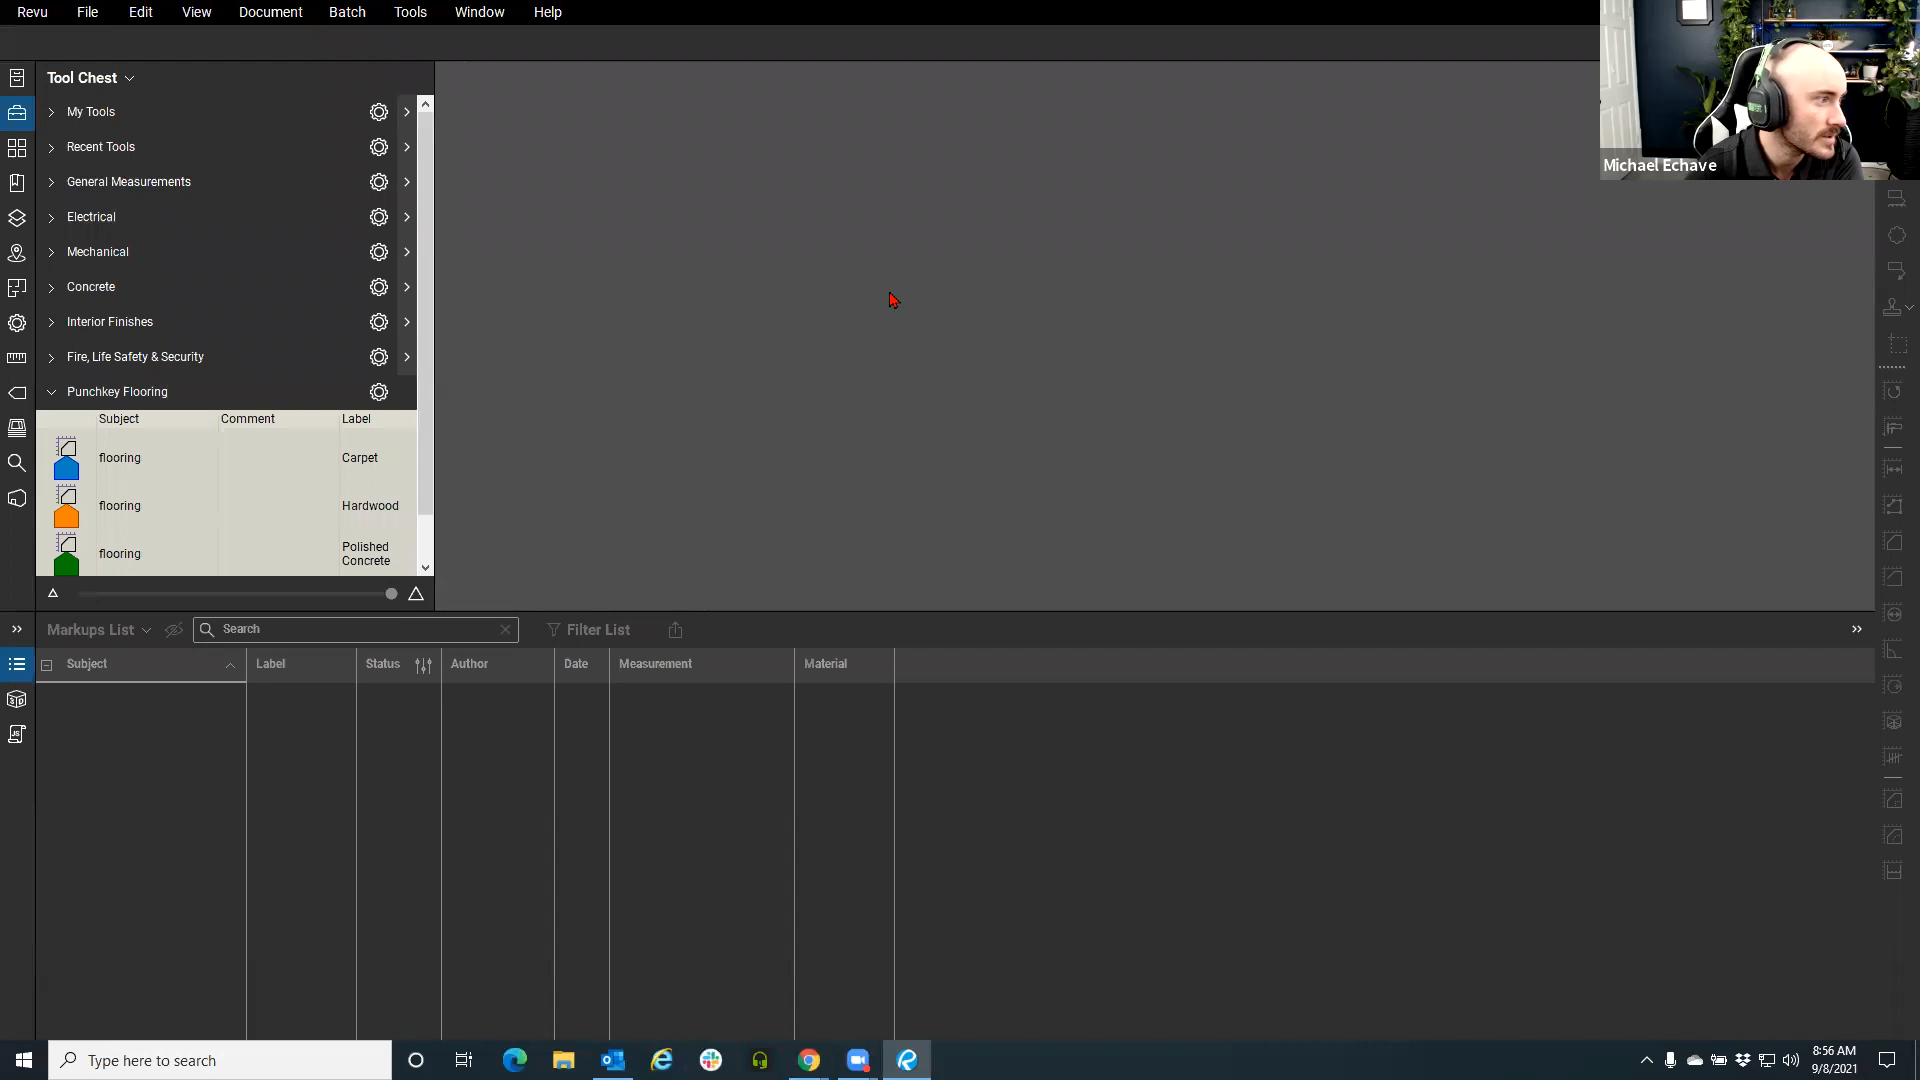 Revu File Edit View Document Batch Tools Window Help
Michael Echave
Tool Chest
My Tools
Recent Tools
General Measurements
Electrical
Mechanical
Concrete
Interior Finishes
Fire, Life Safety & Security
Punchkey Flooring
Subject Comment Label
flooring Carpet
flooring Hardwood
flooring Polished
Concrete
Markups List Search Filter List
Subject Label Status Author Date Measurement Material
Type here to search
8:56 AM
9/8/2021